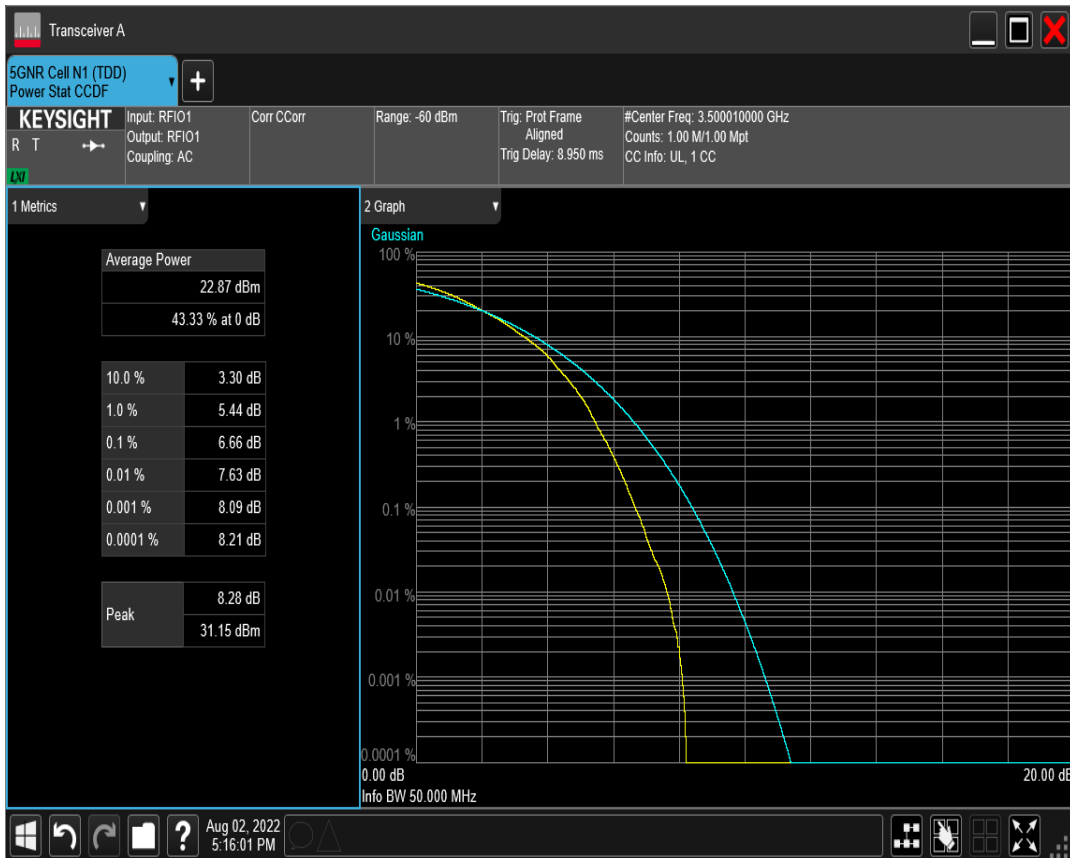 Transceiver A
5GNR Cell N1 (TDD)
Power Stat CCDF
+
KEYSIGHT
R T
LXI
Input: RFIO1
Output: RFIO1
Coupling: AC
Corr CCorr
Range: -60 dBm
Trig: Prot Frame
Aligned
Trig Delay: 8.950 ms
#Center Freq: 3.500010000 GHz
Counts: 1.00 M/1.00 Mpt
CC Info: UL, 1 CC
1 Metrics
Average Power
22.87 dBm
43.33 % at 0 dB
10.0 % 3.30 dB
1.0 % 5.44 dB
0.1 % 6.66 dB
0.01 % 7.63 dB
0.001 % 8.09 dB
0.0001 % 8.21 dB
Peak
8.28 dB
31.15 dBm
2 Graph
Gaussian
100 %
10 %
1 %
0.1 %
0.01 %
0.001 %
0.0001 %
0.00 dB
20.00 dB
Info BW 50.000 MHz
?
Aug 02, 2022
5:16:01 PM